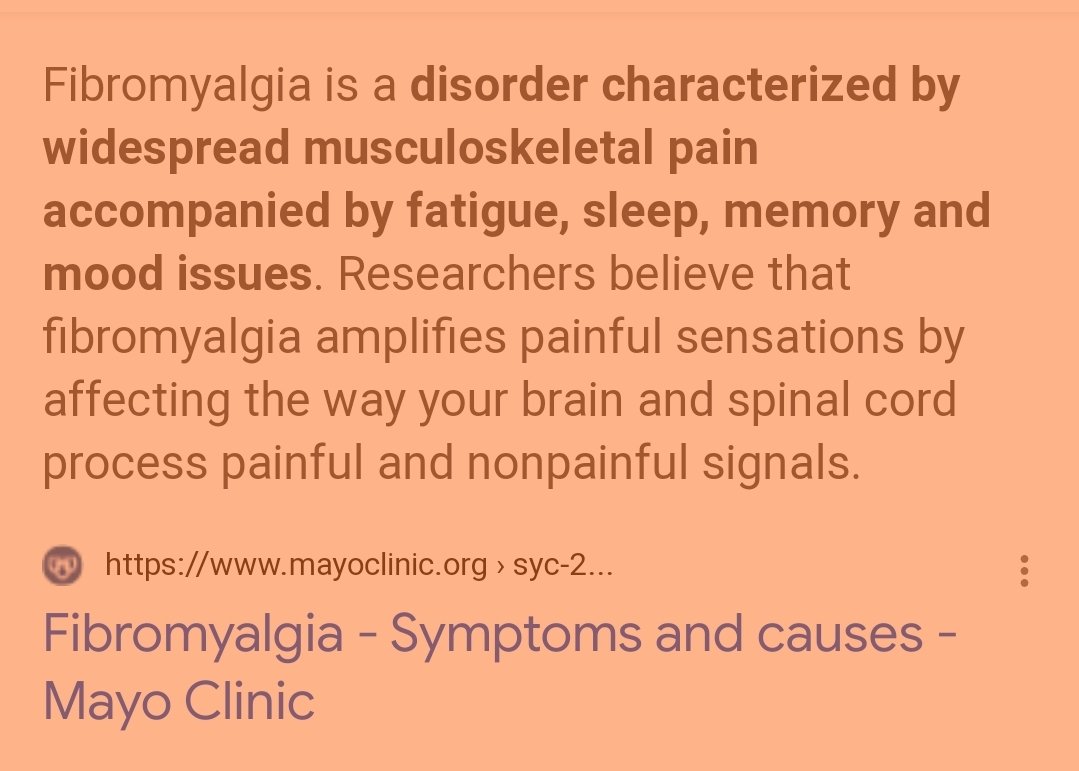 Fibromyalgia is a disorder characterized by
widespread musculoskeletal pain
accompanied by fatigue, sleep, memory and
mood issues. Researchers believe that
fibromyalgia amplifies painful sensations by
affecting the way your brain and spinal cord
process painful and nonpainful signals.
https://www.mayoclinic.org › syc-2...
Fibromyalgia - Symptoms and causes -
Mayo Clinic